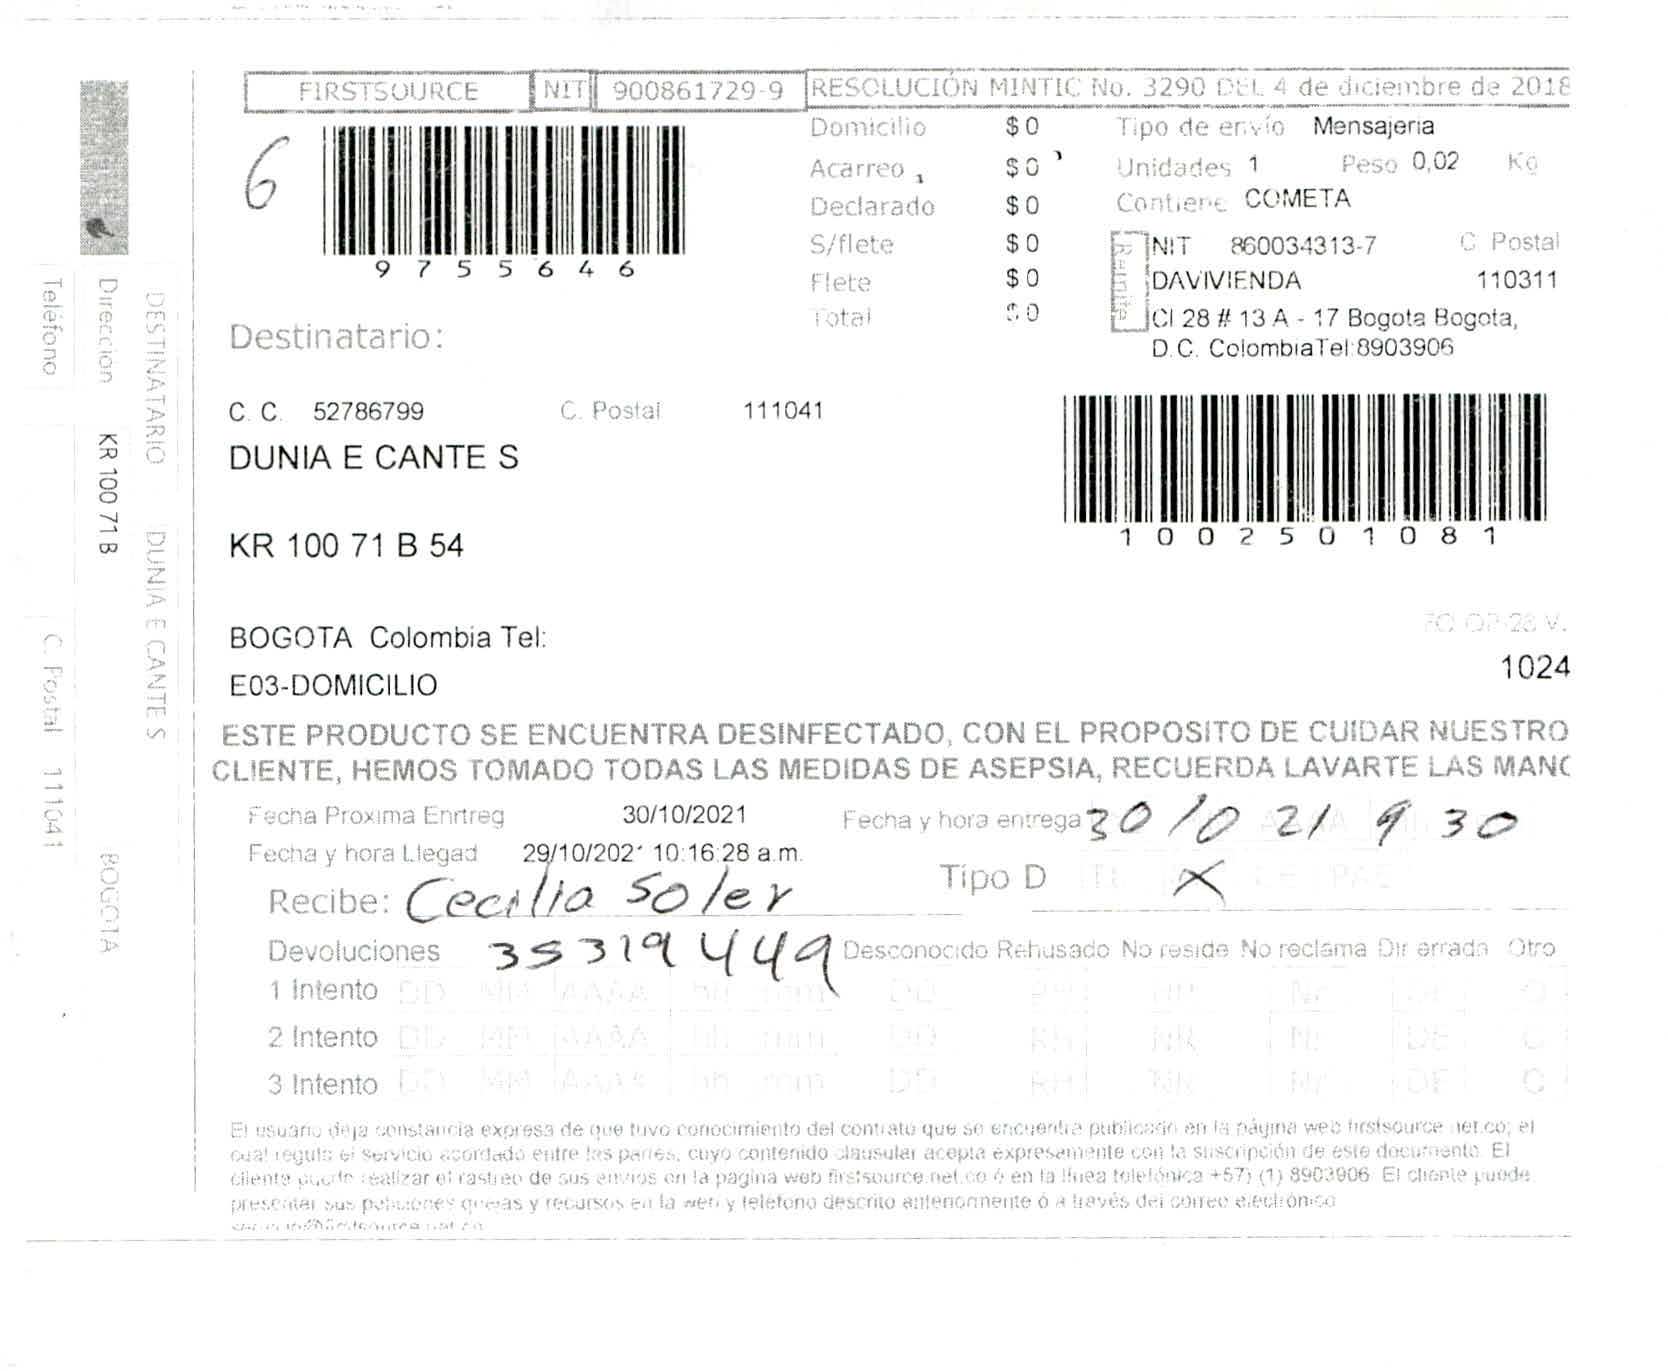 FIRSTSOURCE NIT 900861729-9 RESOLUCIÓN MINTIC No. 3290 DEL 4 de diciembre de 2018
6
97555646
Domicilio $ 0
Acarreo $ 0
Declarado $ 0
S/flete $ 0
Flete $ 0
Total $ 0
Tipo de envío Mensajeria
Unidades 1 Peso 0,02 Kg
Contiene COMETA
Remite
NIT 860034313-7 C. Postal
DAVIVIENDA 110311
Cl 28 # 13 A - 17 Bogota Bogota,
D.C. ColombiaTel:8903906
Destinatario:
C. C. 52786799 C. Postal 111041
DUNIA E CANTE S
1002501081
KR 100 71 B 54
BOGOTA Colombia Tel:
FO OP-28 V.
1024
E03-DOMICILIO
ESTE PRODUCTO SE ENCUENTRA DESINFECTADO, CON EL PROPOSITO DE CUIDAR NUESTRO
CLIENTE, HEMOS TOMADO TODAS LAS MEDIDAS DE ASEPSIA, RECUERDA LAVARTE LAS MANO
Fecha Proxima Enrtreg 30/10/2021 Fecha y hora entrega 30 10 21 9 30
Fecha y hora Llegad 29/10/2021 10:16:28 a.m.
Tipo D X
Recibe: Cecilia Soler
35319449
Devoluciones Desconocido Rehusado No reside No reclama Dir errada Otro
1 Intento DD MM AAAA hh mm DD RH NR Nr DE O
2 Intento DD MM AAAA hh mm DD RH NR Nr DE O
3 Intento DD MM AAAA hh mm DD RH NR Nr DE O
El usuario deja constancia expresa de que tuvo conocimiento del contrato que se encuentra publicado en la página web firstsource.net.co; el
cual regula el servicio acordado entre las partes, cuyo contenido clausular acepta expresamente con la suscripción de este documento. El
cliente puede realizar el rastreo de sus envios en la pagina web firstsource.net.co ó en la línea telefónica +57) (1) 8903906. El cliente puede
presentar sus peticiones quejas y recursos en la web y teléfono descrito anteriormente ó a través del correo electrónico
DESTINATARIO DUNIA E CANTE S
Dirección KR 100 71 B BOGOTA
Teléfono C. Postal 111041